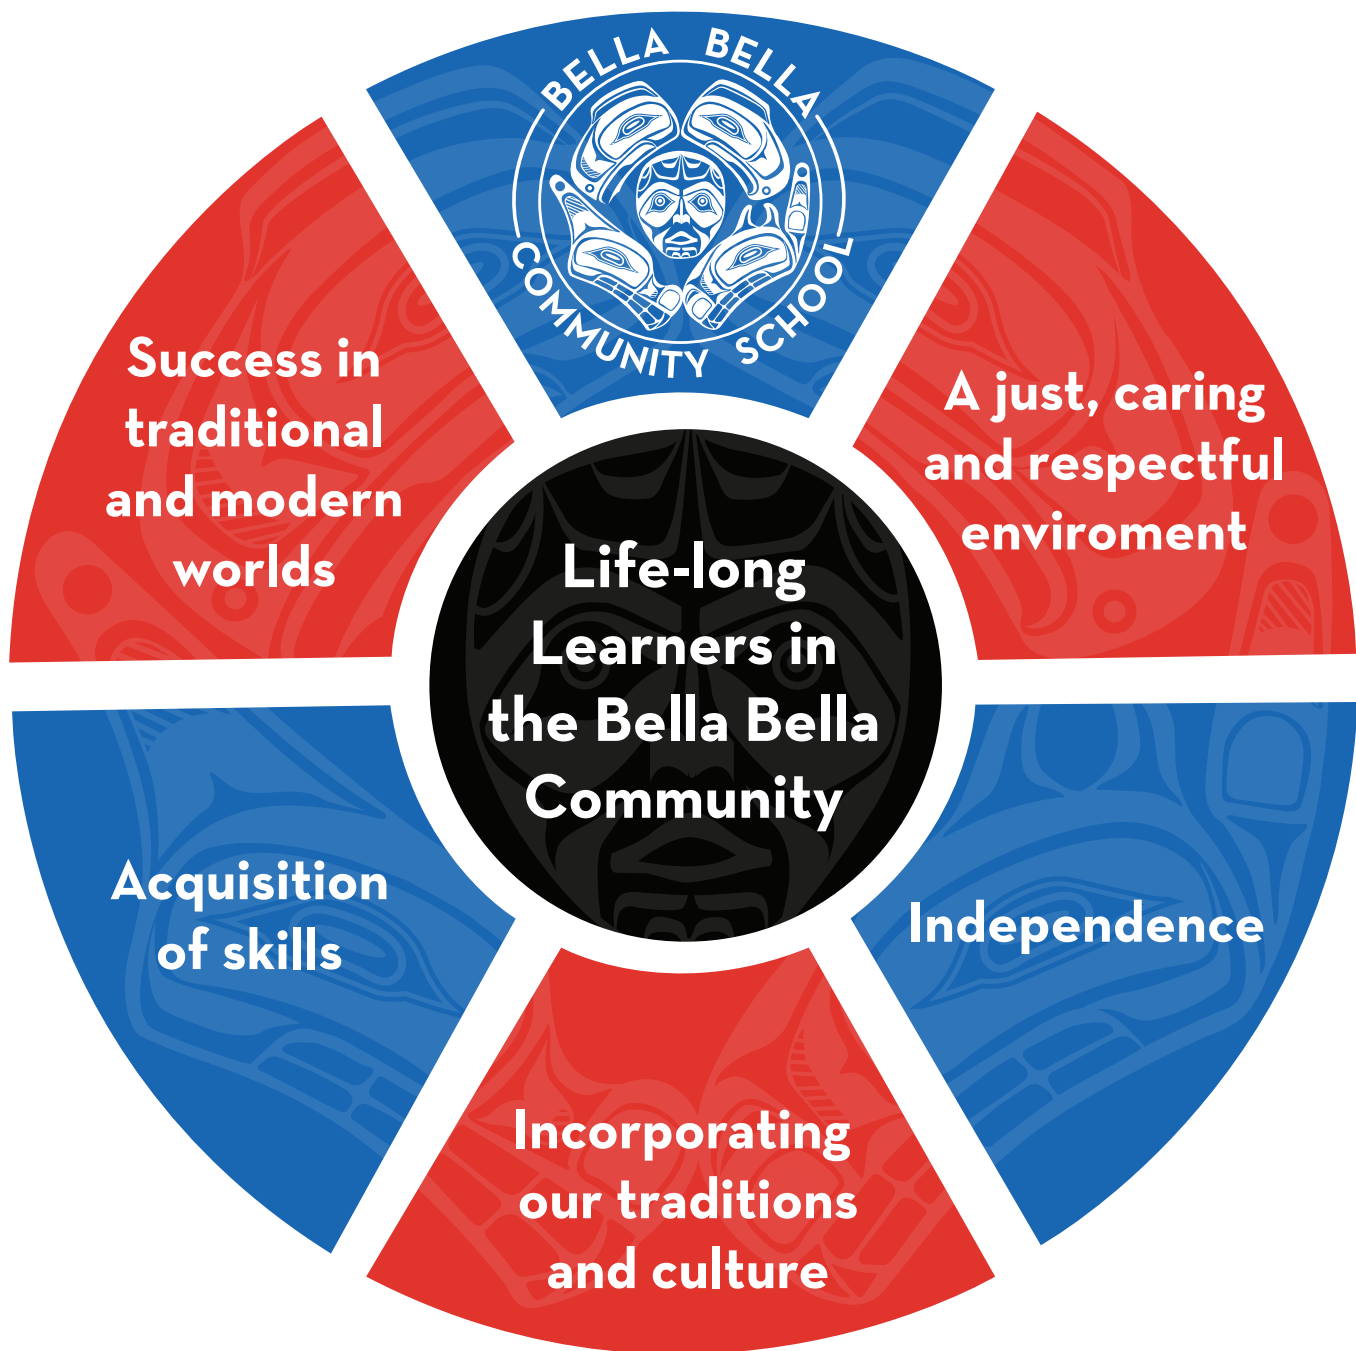 BELLA BELLA
COMMUNITY SCHOOL
A just, caring
and respectful
enviroment
Independence
Incorporating
our traditions
and culture
Acquisition
of skills
Success in
traditional
and modern
worlds
Life-long
Learners in
the Bella Bella
Community